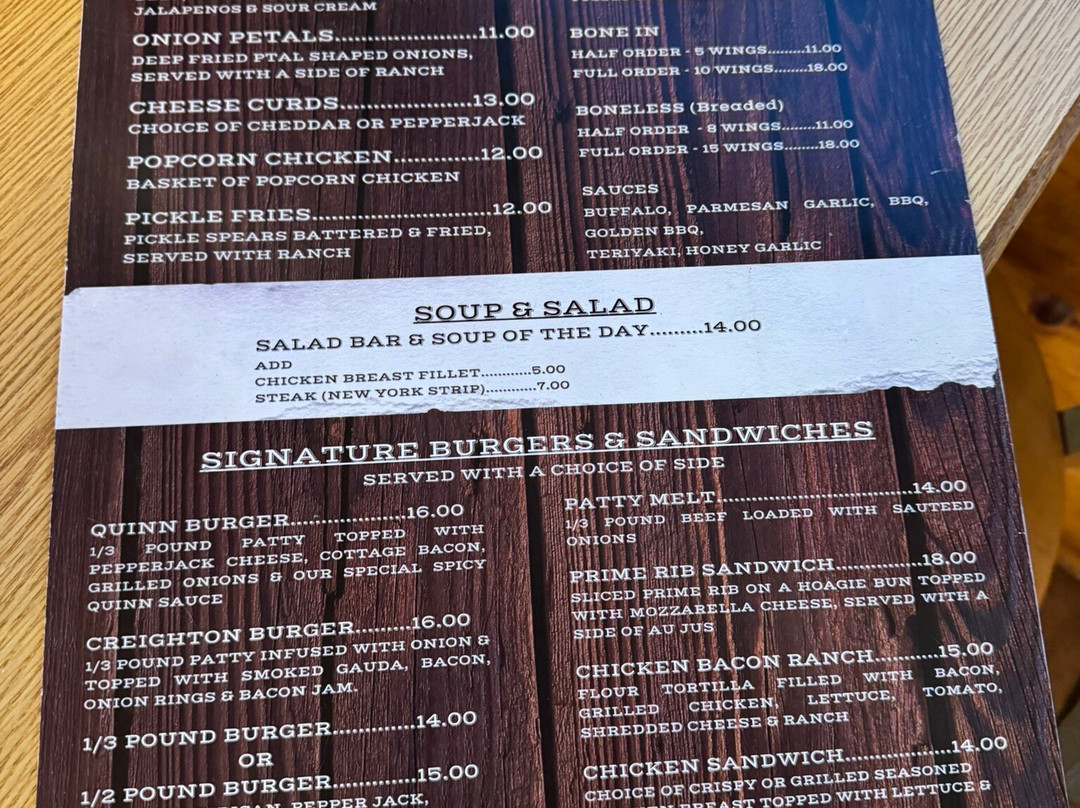 JALAPENOS & SOUR CREAM
ONION PETALS......................11.00
DEEP FRIED PTAL SHAPED ONIONS,
SERVED WITH A SIDE OF RANCH
CHEESE CURDS....................13.00
CHOICE OF CHEDDAR OR PEPPERJACK
POPCORN CHICKEN.............12.00
BASKET OF POPCORN CHICKEN
PICKLE FRIES...........................12.00
PICKLE SPEARS BATTERED & FRIED,
SERVED WITH RANCH
BONE IN
HALF ORDER - 5 WINGS.........11.00
FULL ORDER - 10 WINGS........18.00
BONELESS (Breaded)
HALF ORDER - 8 WINGS........11.00
FULL ORDER - 15 WINGS........18.00
SAUCES
BUFFALO, PARMESAN GARLIC, BBQ,
GOLDEN BBQ,
TERIYAKI, HONEY GARLIC
SOUP & SALAD
SALAD BAR & SOUP OF THE DAY.........14.00
ADD
CHICKEN BREAST FILLET............5.00
STEAK (NEW YORK STRIP)............7.00
SIGNATURE BURGERS & SANDWICHES
SERVED WITH A CHOICE OF SIDE
QUINN BURGER..................16.00
1/3 POUND PATTY TOPPED WITH
PEPPERJACK CHEESE, COTTAGE BACON,
GRILLED ONIONS & OUR SPECIAL SPICY
QUINN SAUCE
CREIGHTON BURGER.........16.00
1/3 POUND PATTY INFUSED WITH ONION &
TOPPED WITH SMOKED GAUDA, BACON,
ONION RINGS & BACON JAM.
1/3 POUND BURGER.............14.00
OR
1/2 POUND BURGER.............15.00
PEPPER JACK,
PATTY MELT...................................14.00
1/3 POUND BEEF LOADED WITH SAUTEED
ONIONS
PRIME RIB SANDWICH...............18.00
SLICED PRIME RIB ON A HOAGIE BUN TOPPED
WITH MOZZARELLA CHEESE, SERVED WITH A
SIDE OF AU JUS
CHICKEN BACON RANCH...........15.00
FLOUR TORTILLA FILLED WITH BACON,
GRILLED CHICKEN, LETTUCE, TOMATO,
SHREDDED CHEESE & RANCH
CHICKEN SANDWICH..................14.00
CHOICE OF CRISPY OR GRILLED SEASONED
BREAST TOPPED WITH LETTUCE &